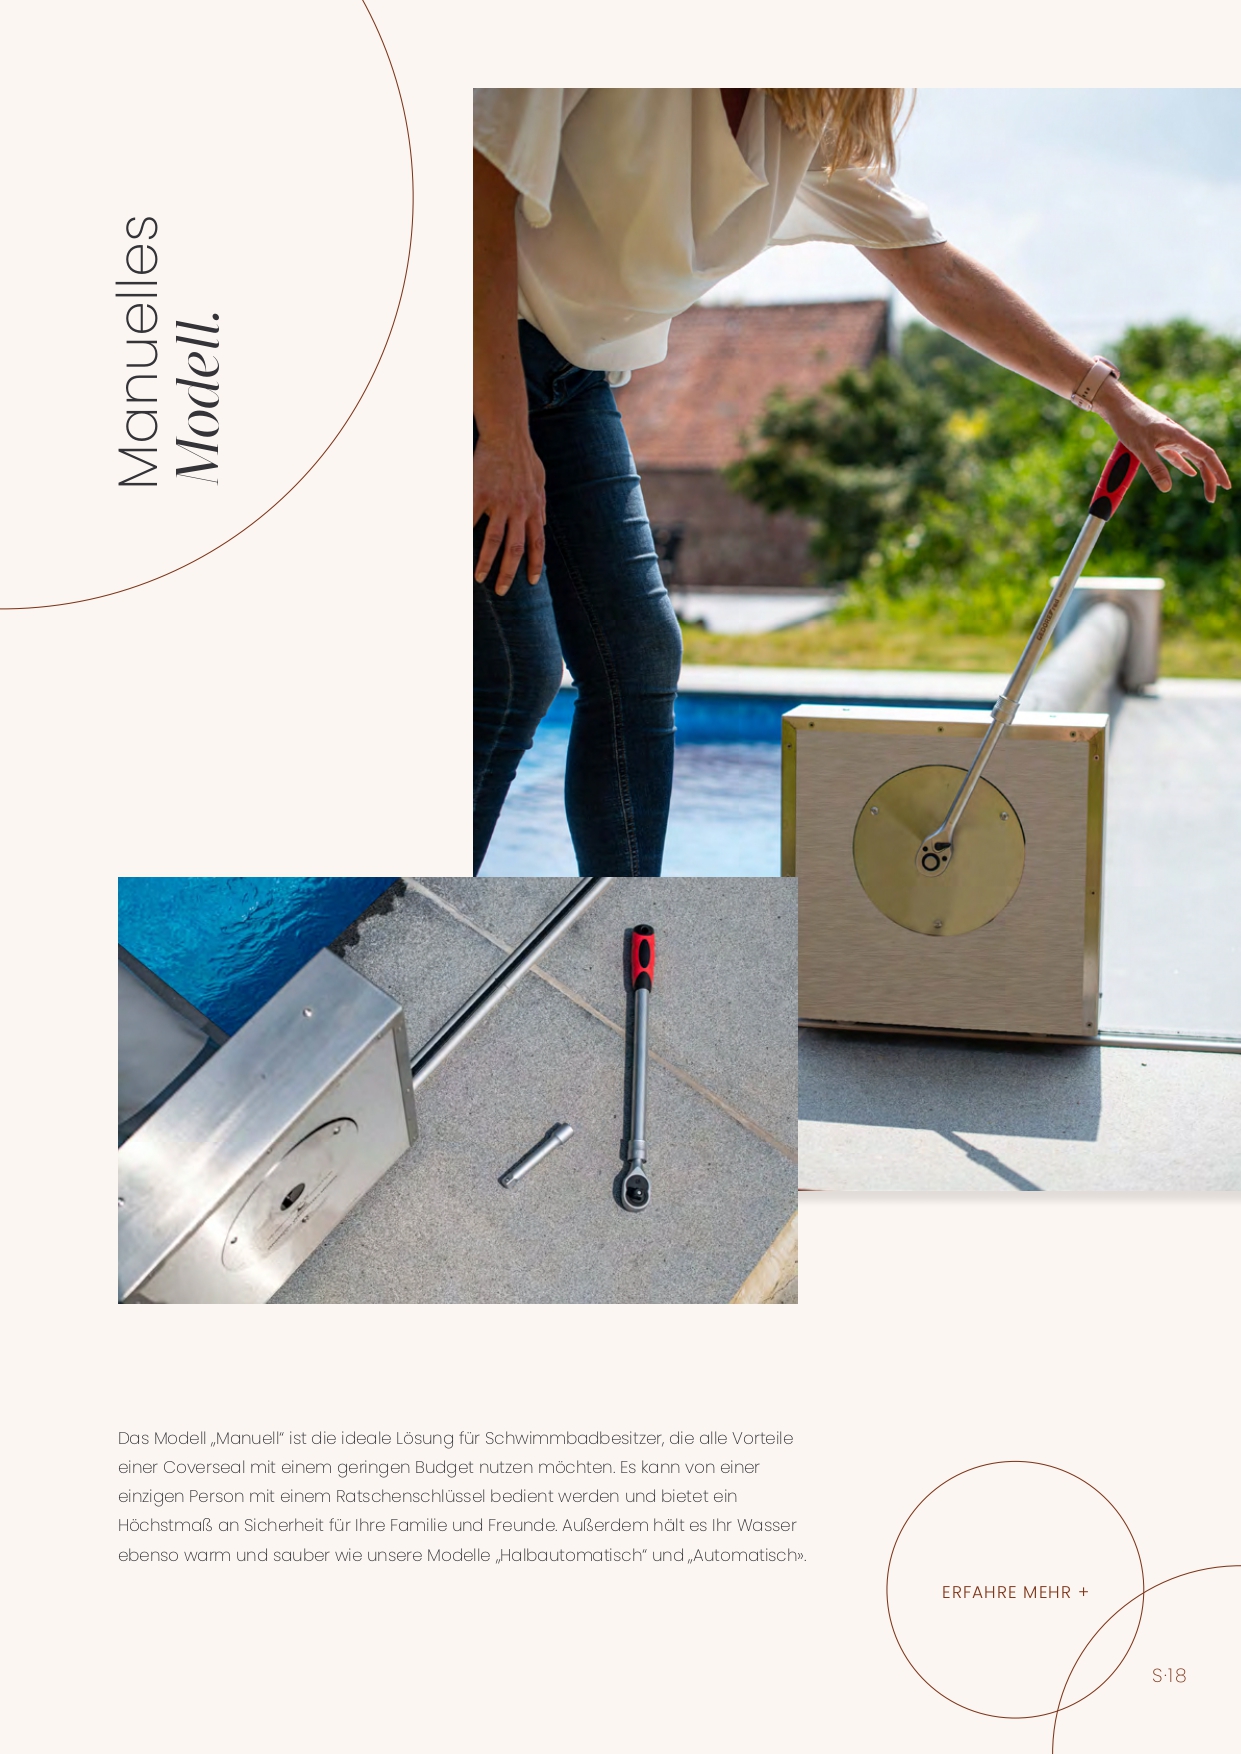 Manuelles
Modell.
Das Modell „Manuell“ ist die ideale Lösung für Schwimmbadbesitzer, die alle Vorteile
einer Coverseal mit einem geringen Budget nutzen möchten. Es kann von einer
einzigen Person mit einem Ratschenschlüssel bedient werden und bietet ein
Höchstmaß an Sicherheit für Ihre Familie und Freunde. Außerdem hält es Ihr Wasser
ebenso warm und sauber wie unsere Modelle „Halbautomatisch“ und „Automatisch».
ERFAHRE MEHR +
S·18